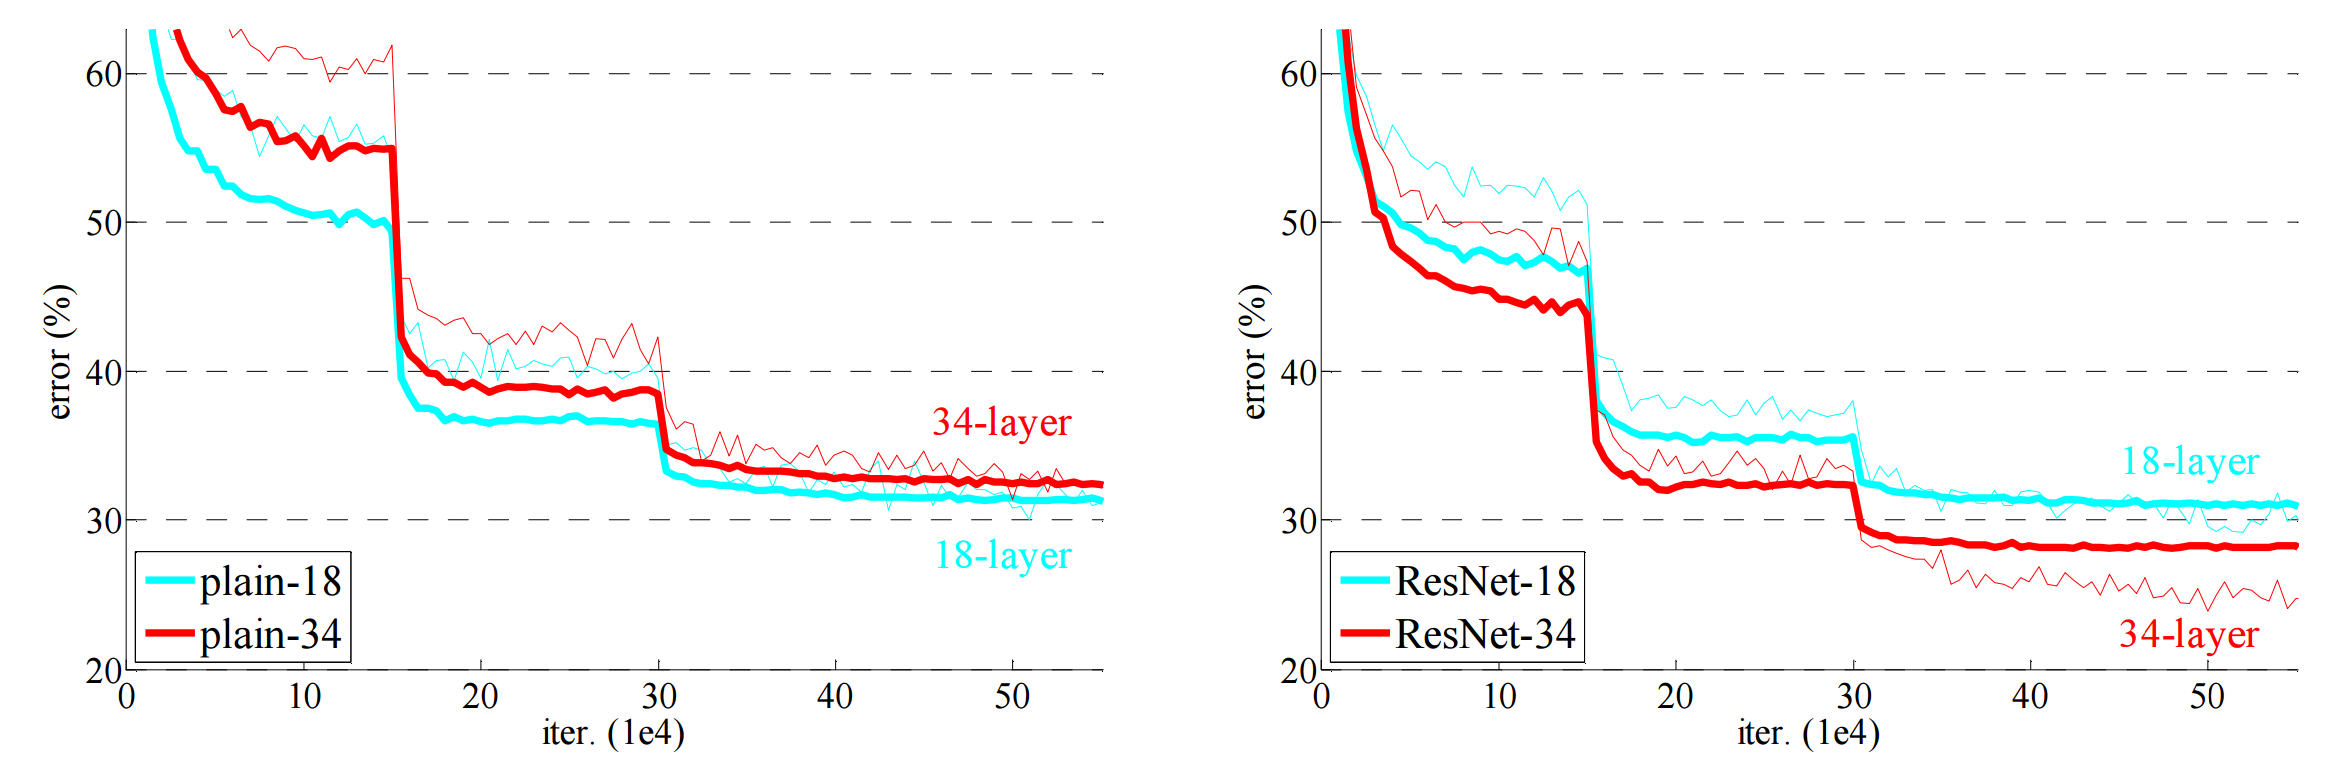 60
50
40
30
20
error (%)
34-layer
18-layer
plain-18
plain-34
0 10 20 30 40 50
iter. (1e4)
60
50
40
30
20
error (%)
18-layer
34-layer
ResNet-18
ResNet-34
0 10 20 30 40 50
iter. (1e4)